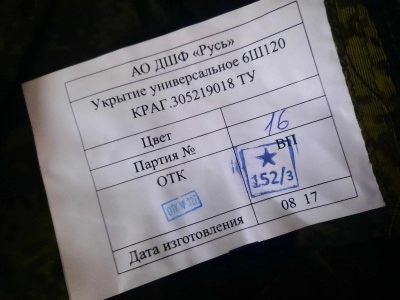 АО ДШФ «Русь»
Укрытие универсальное 6Ш120
КРАГ.305219018 ТУ
Цвет
Партия № 16
ОТК ВП
★
152/3
Дата изготовления 08 17